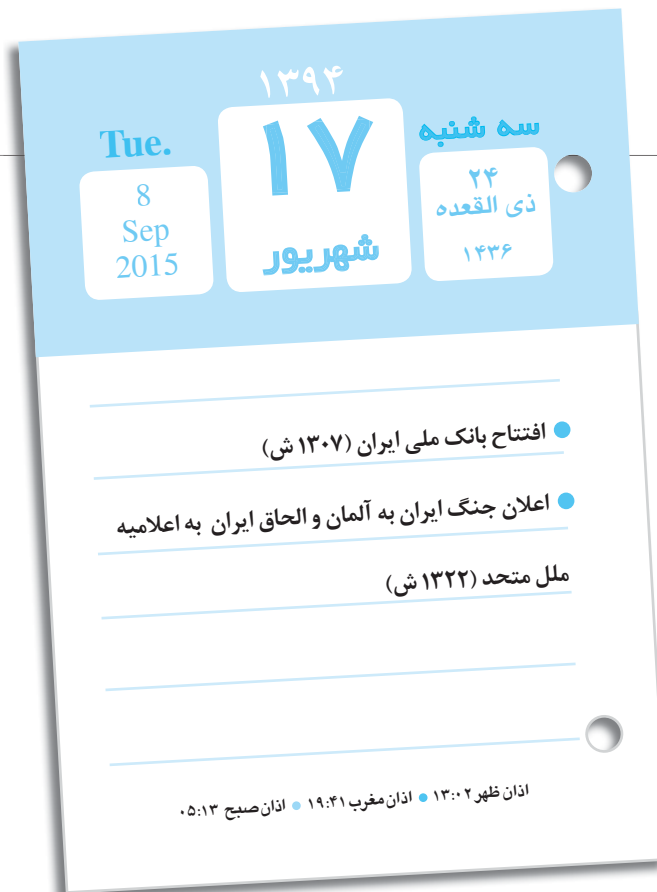 ۱۳۹۴
سه شنبه
۲۴
ذی القعده
۱۴۳۶
۱۷
شهریور
Tue.
8
Sep
2015
افتتاح بانک ملی ایران (۱۳۰۷ ش)
اعلان جنگ ایران به آلمان و الحاق ایران به اعلامیه
ملل متحد (۱۳۲۲ ش)
اذان ظهر ۱۳:۰۲ ● اذان مغرب ۱۹:۴۱ ● اذان صبح ۰۵:۱۳